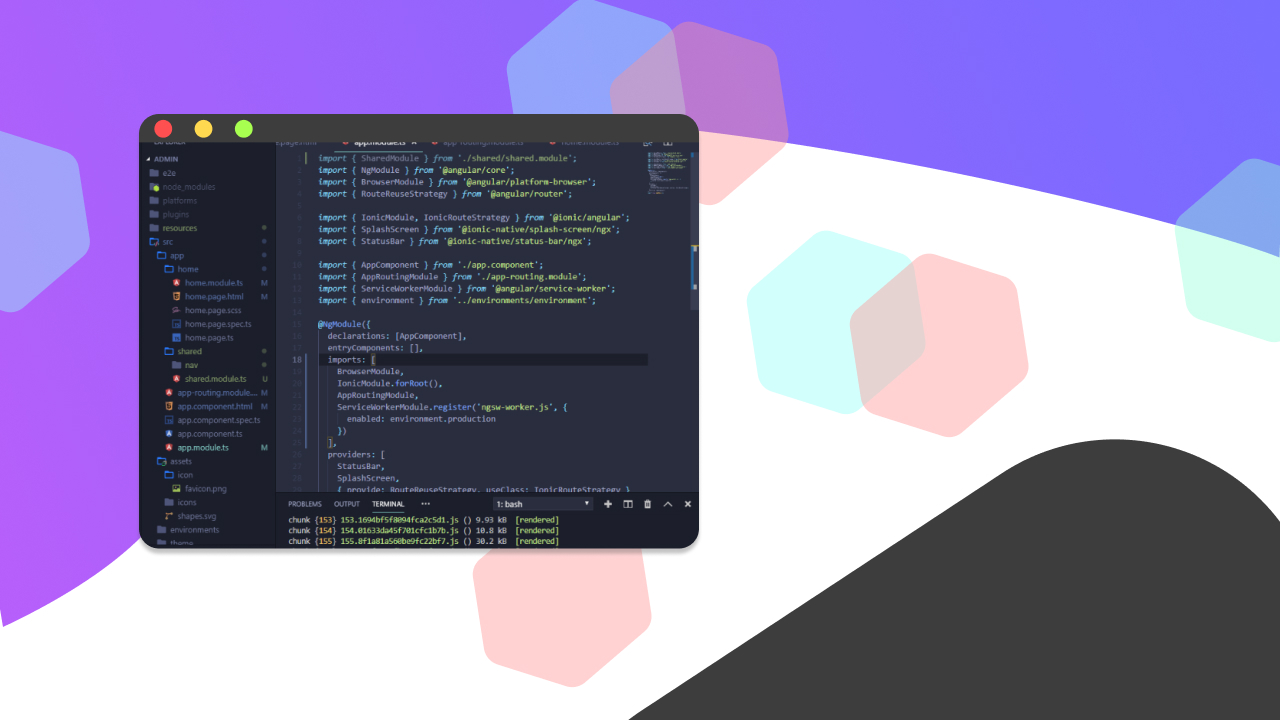 ADMIN
e2e
node_modules
platforms
plugins
resources
src
app
home
home.module.ts M
home.page.html M
home.page.scss
home.page.spec.ts
home.page.ts
shared
nav
shared.module.ts U
app-routing.module... M
app.component.html M
app.component.spec.ts
app.component.ts
app.module.ts M
assets
icon
favicon.png
icons
shapes.svg
environments
theme
app.module.ts
import { SharedModule } from './shared/shared.module';
import { NgModule } from '@angular/core';
import { BrowserModule } from '@angular/platform-browser';
import { RouteReuseStrategy } from '@angular/router';
import { IonicModule, IonicRouteStrategy } from '@ionic/angular';
import { SplashScreen } from '@ionic-native/splash-screen/ngx';
import { StatusBar } from '@ionic-native/status-bar/ngx';
import { AppComponent } from './app.component';
import { AppRoutingModule } from './app-routing.module';
import { ServiceWorkerModule } from '@angular/service-worker';
import { environment } from '../environments/environment';
@NgModule({
declarations: [AppComponent],
entryComponents: [],
18 imports: [
BrowserModule,
IonicModule.forRoot(),
AppRoutingModule,
ServiceWorkerModule.register('ngsw-worker.js', {
enabled: environment.production
})
],
providers: [
StatusBar,
SplashScreen,
{ provide: RouteReuseStrategy, useClass: IonicRouteStrategy }
PROBLEMS OUTPUT TERMINAL ••• 1: bash
chunk {153} 153.1694bf5f0094fca2c5d1.js () 9.93 kB [rendered]
chunk {154} 154.01633da45f701cfc1b7b.js () 10.8 kB [rendered]
chunk {155} 155.8f1a81a560be9fc22bf7.js () 30.2 kB [rendered]